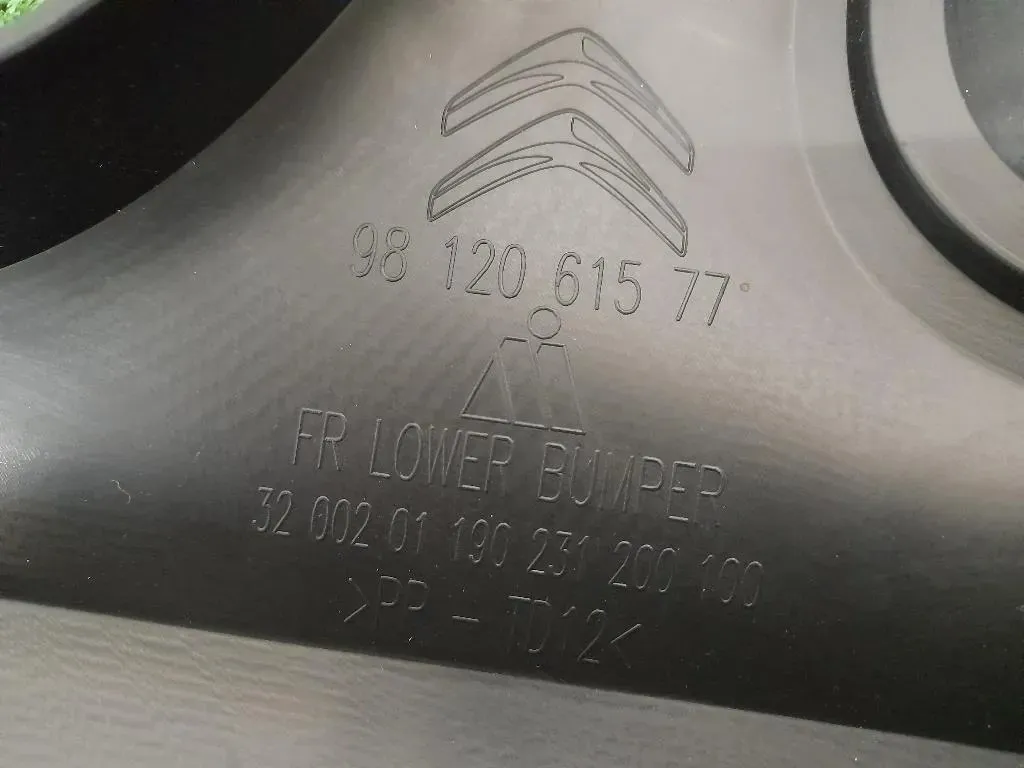 98 120 615 77
FR LOWER BUMPER
32 002 01 190 231 200 100
>PP - TD12<